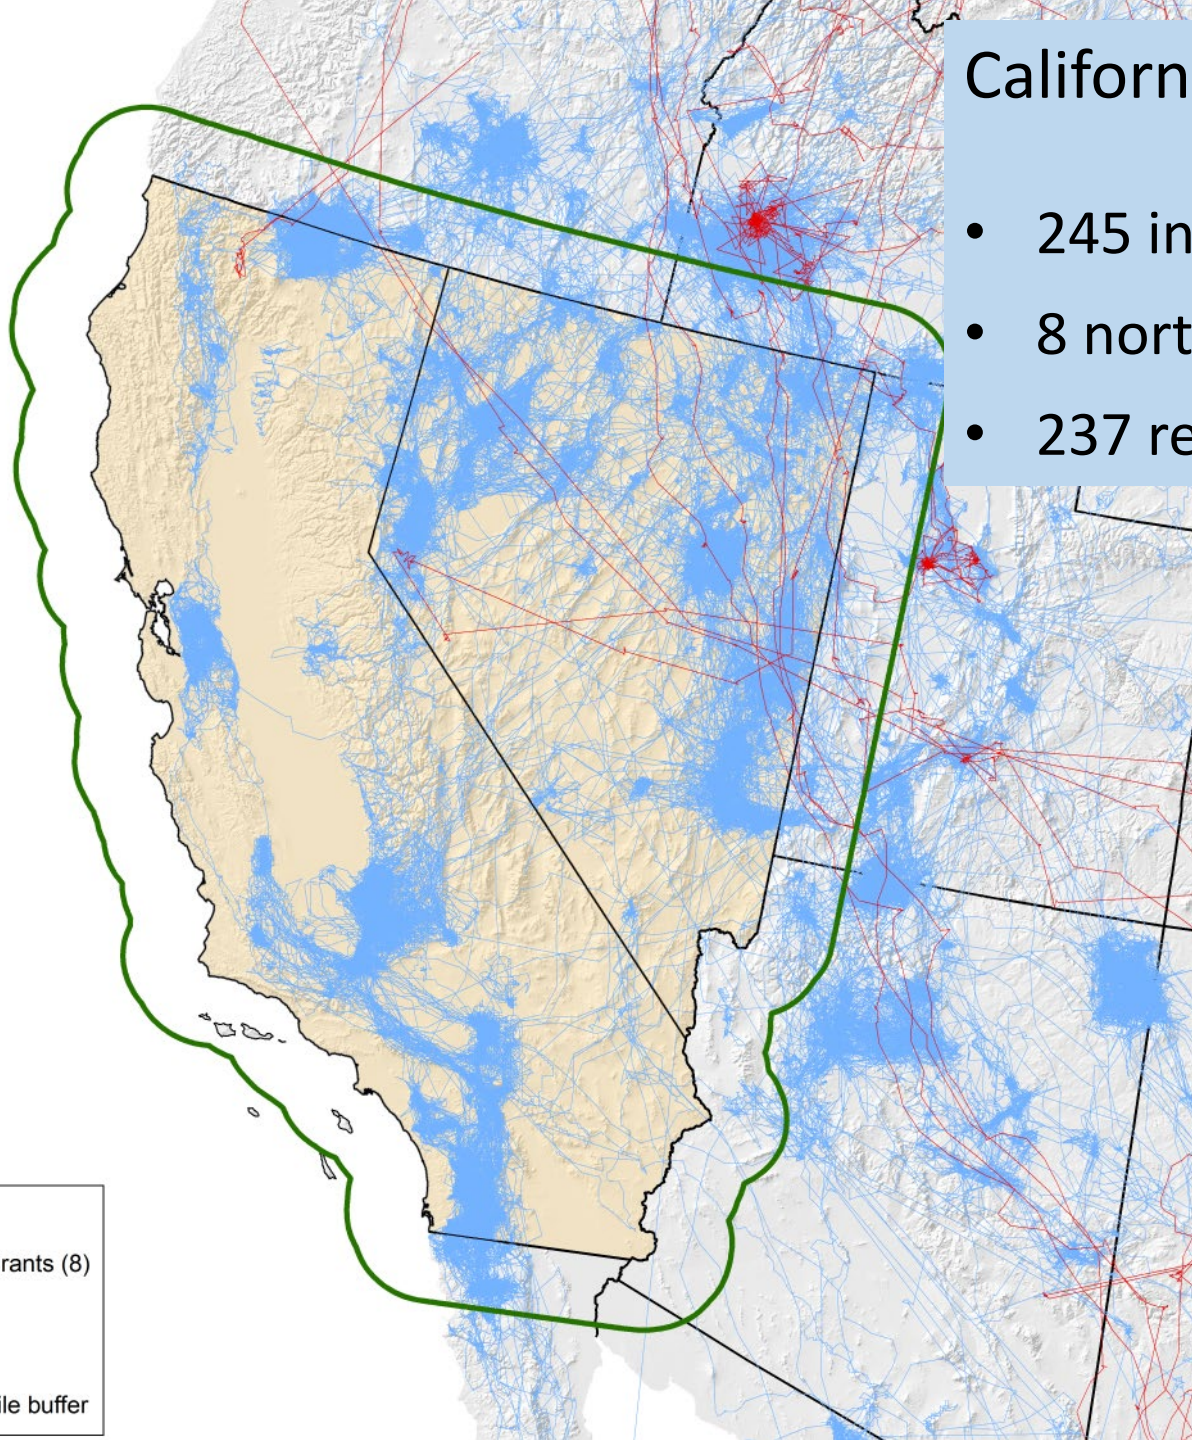 Californ
• 245 in
• 8 nort
• 237 re
rants (8)
ile buffer